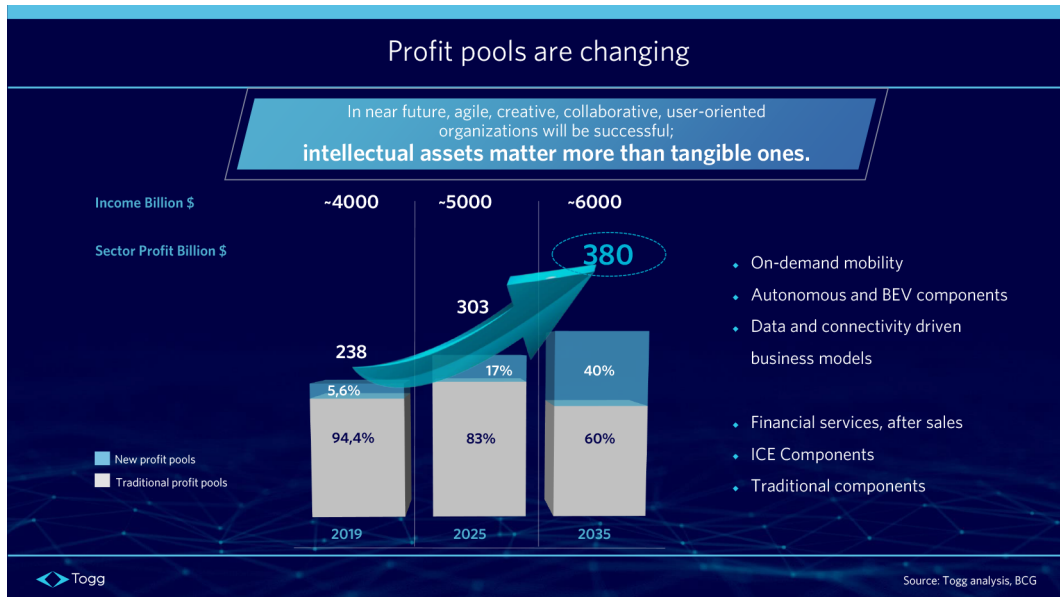 Profit pools are changing
In near future, agile, creative, collaborative, user-oriented
organizations will be successful;
intellectual assets matter more than tangible ones.
Income Billion $
~4000
~5000
~6000
Sector Profit Billion $
238
303
380
5,6%
17%
40%
94,4%
83%
60%
New profit pools
Traditional profit pools
2019
2025
2035
On-demand mobility
Autonomous and BEV components
Data and connectivity driven
business models
Financial services, after sales
ICE Components
Traditional components
Togg
Source: Togg analysis, BCG